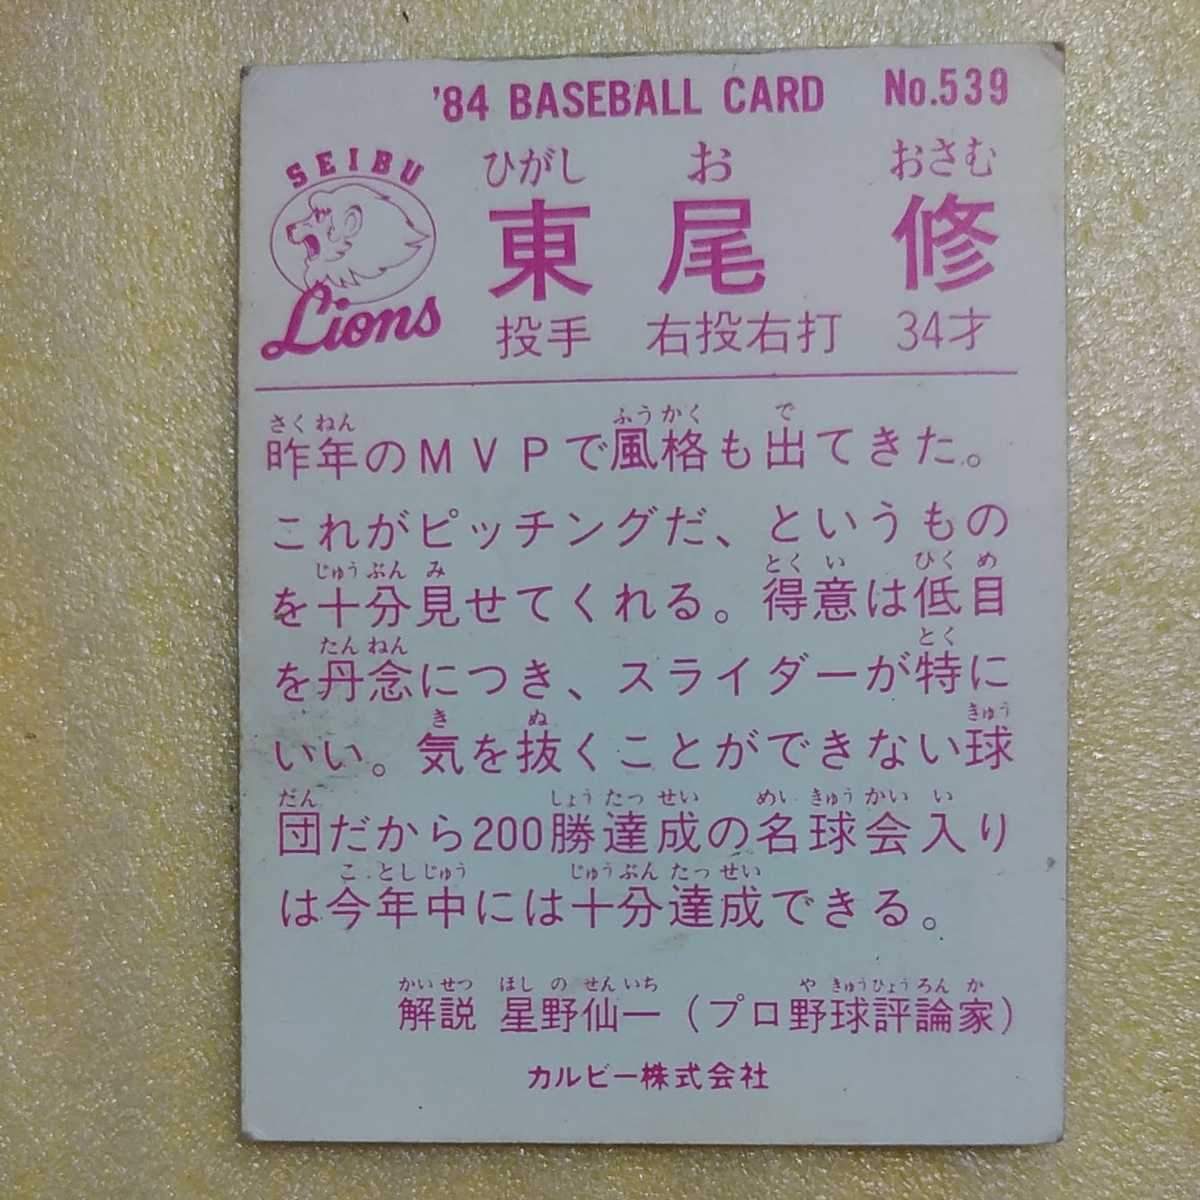 '84 BASEBALL CARD No.539
SEIBU
Lions
ひがし お おさむ
東尾 修
投手 右投右打 34才
さくねん ふうかく で
昨年のMVPで風格も出てきた。
これがピッチングだ、というもの
じゅうぶん み とく い ひく め
を十分見せてくれる。得意は低目
たんねん とく
を丹念につき、スライダーが特に
き ぬ きゅう
いい。気を抜くことができない球
だん しょうたっせい めいきゅうかい い
団だから200勝達成の名球会入り
ことしじゅう じゅうぶんたっせい
は今年中には十分達成できる。
かいせつ ほしのせんいち やきゅうひょうろんか
解説 星野仙一(プロ野球評論家)
カルビー株式会社